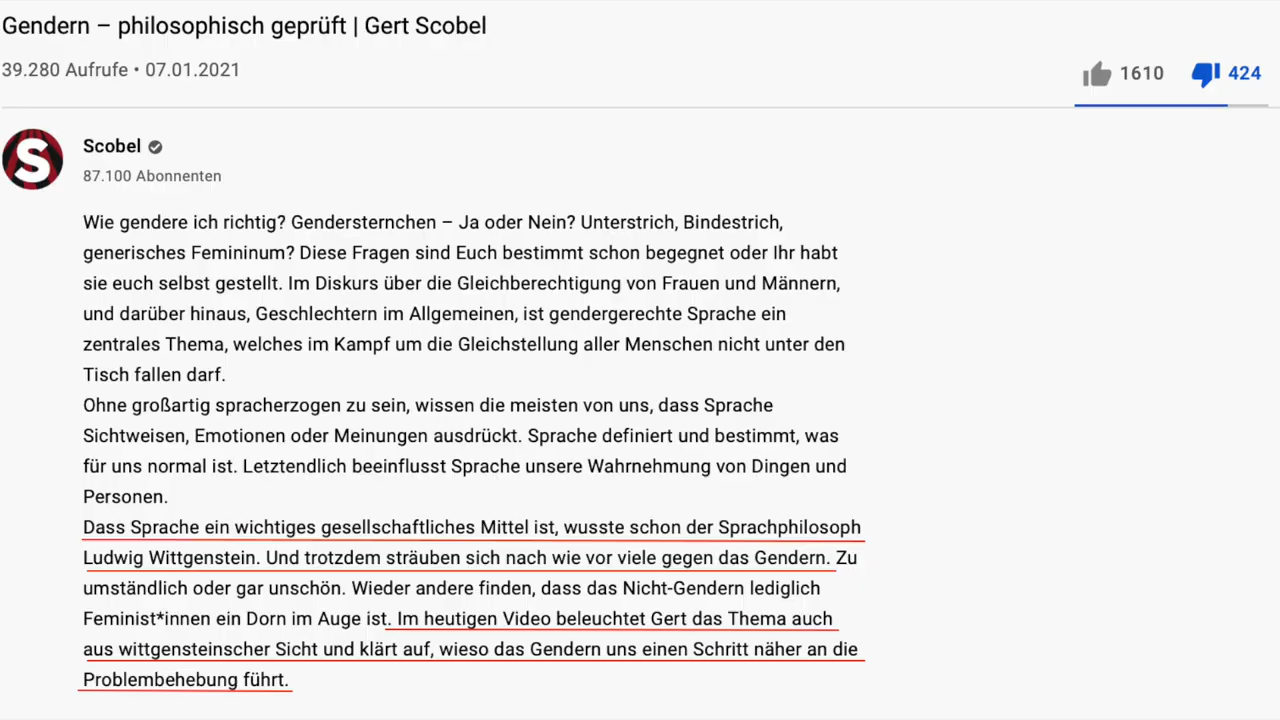 Gendern – philosophisch geprüft | Gert Scobel
39.280 Aufrufe • 07.01.2021
1610
424
S
Scobel
87.100 Abonnenten
Wie gendere ich richtig? Gendersternchen – Ja oder Nein? Unterstrich, Bindestrich,
generisches Femininum? Diese Fragen sind Euch bestimmt schon begegnet oder Ihr habt
sie euch selbst gestellt. Im Diskurs über die Gleichberechtigung von Frauen und Männern,
und darüber hinaus, Geschlechtern im Allgemeinen, ist gendergerechte Sprache ein
zentrales Thema, welches im Kampf um die Gleichstellung aller Menschen nicht unter den
Tisch fallen darf.
Ohne großartig spracherzogen zu sein, wissen die meisten von uns, dass Sprache
Sichtweisen, Emotionen oder Meinungen ausdrückt. Sprache definiert und bestimmt, was
für uns normal ist. Letztendlich beeinflusst Sprache unsere Wahrnehmung von Dingen und
Personen.
Dass Sprache ein wichtiges gesellschaftliches Mittel ist, wusste schon der Sprachphilosoph
Ludwig Wittgenstein. Und trotzdem sträuben sich nach wie vor viele gegen das Gendern. Zu
umständlich oder gar unschön. Wieder andere finden, dass das Nicht-Gendern lediglich
Feminist*innen ein Dorn im Auge ist. Im heutigen Video beleuchtet Gert das Thema auch
aus wittgensteinscher Sicht und klärt auf, wieso das Gendern uns einen Schritt näher an die
Problembehebung führt.